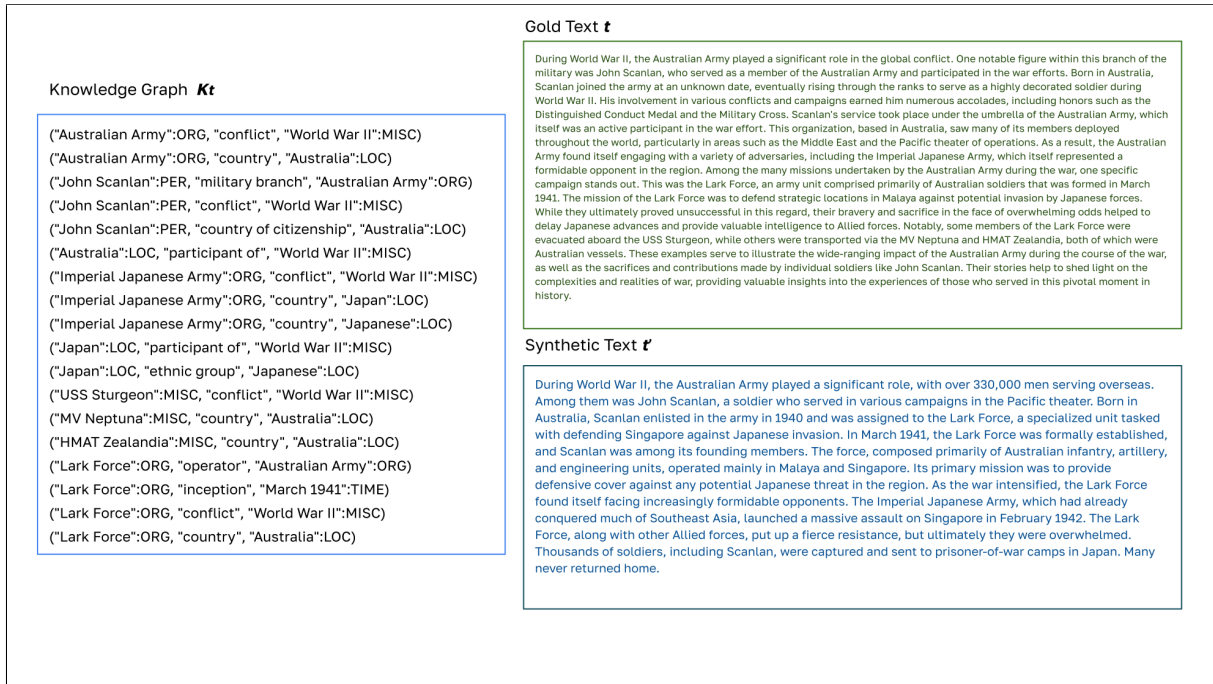 Knowledge Graph Kt
("Australian Army":ORG, "conflict", "World War II":MISC)
("Australian Army":ORG, "country", "Australia":LOC)
("John Scanlan":PER, "military branch", "Australian Army":ORG)
("John Scanlan":PER, "conflict", "World War II":MISC)
("John Scanlan":PER, "country of citizenship", "Australia":LOC)
("Australia":LOC, "participant of", "World War II":MISC)
("Imperial Japanese Army":ORG, "conflict", "World War II":MISC)
("Imperial Japanese Army":ORG, "country", "Japan":LOC)
("Imperial Japanese Army":ORG, "country", "Japanese":LOC)
("Japan":LOC, "participant of", "World War II":MISC)
("Japan":LOC, "ethnic group", "Japanese":LOC)
("USS Sturgeon":MISC, "conflict", "World War II":MISC)
("MV Neptuna":MISC, "country", "Australia":LOC)
("HMAT Zealandia":MISC, "country", "Australia":LOC)
("Lark Force":ORG, "operator", "Australian Army":ORG)
("Lark Force":ORG, "inception", "March 1941":TIME)
("Lark Force":ORG, "conflict", "World War II":MISC)
("Lark Force":ORG, "country", "Australia":LOC)
Gold Text t
During World War II, the Australian Army played a significant role in the global conflict. One notable figure within this branch of the
military was John Scanlan, who served as a member of the Australian Army and participated in the war efforts. Born in Australia,
Scanlan joined the army at an unknown date, eventually rising through the ranks to serve as a highly decorated soldier during
World War II. His involvement in various conflicts and campaigns earned him numerous accolades, including honors such as the
Distinguished Conduct Medal and the Military Cross. Scanlan's service took place under the umbrella of the Australian Army, which
itself was an active participant in the war effort. This organization, based in Australia, saw many of its members deployed
throughout the world, particularly in areas such as the Middle East and the Pacific theater of operations. As a result, the Australian
Army found itself engaging with a variety of adversaries, including the Imperial Japanese Army, which itself represented a
formidable opponent in the region. Among the many missions undertaken by the Australian Army during the war, one specific
campaign stands out. This was the Lark Force, an army unit comprised primarily of Australian soldiers that was formed in March
1941. The mission of the Lark Force was to defend strategic locations in Malaya against potential invasion by Japanese forces.
While they ultimately proved unsuccessful in this regard, their bravery and sacrifice in the face of overwhelming odds helped to
delay Japanese advances and provide valuable intelligence to Allied forces. Notably, some members of the Lark Force were
evacuated aboard the USS Sturgeon, while others were transported via the MV Neptuna and HMAT Zealandia, both of which were
Australian vessels. These examples serve to illustrate the wide-ranging impact of the Australian Army during the course of the war,
as well as the sacrifices and contributions made by individual soldiers like John Scanlan. Their stories help to shed light on the
complexities and realities of war, providing valuable insights into the experiences of those who served in this pivotal moment in
history.
Synthetic Text t'
During World War II, the Australian Army played a significant role, with over 330,000 men serving overseas.
Among them was John Scanlan, a soldier who served in various campaigns in the Pacific theater. Born in
Australia, Scanlan enlisted in the army in 1940 and was assigned to the Lark Force, a specialized unit tasked
with defending Singapore against Japanese invasion. In March 1941, the Lark Force was formally established,
and Scanlan was among its founding members. The force, composed primarily of Australian infantry, artillery,
and engineering units, operated mainly in Malaya and Singapore. Its primary mission was to provide
defensive cover against any potential Japanese threat in the region. As the war intensified, the Lark Force
found itself facing increasingly formidable opponents. The Imperial Japanese Army, which had already
conquered much of Southeast Asia, launched a massive assault on Singapore in February 1942. The Lark
Force, along with other Allied forces, put up a fierce resistance, but ultimately they were overwhelmed.
Thousands of soldiers, including Scanlan, were captured and sent to prisoner-of-war camps in Japan. Many
never returned home.